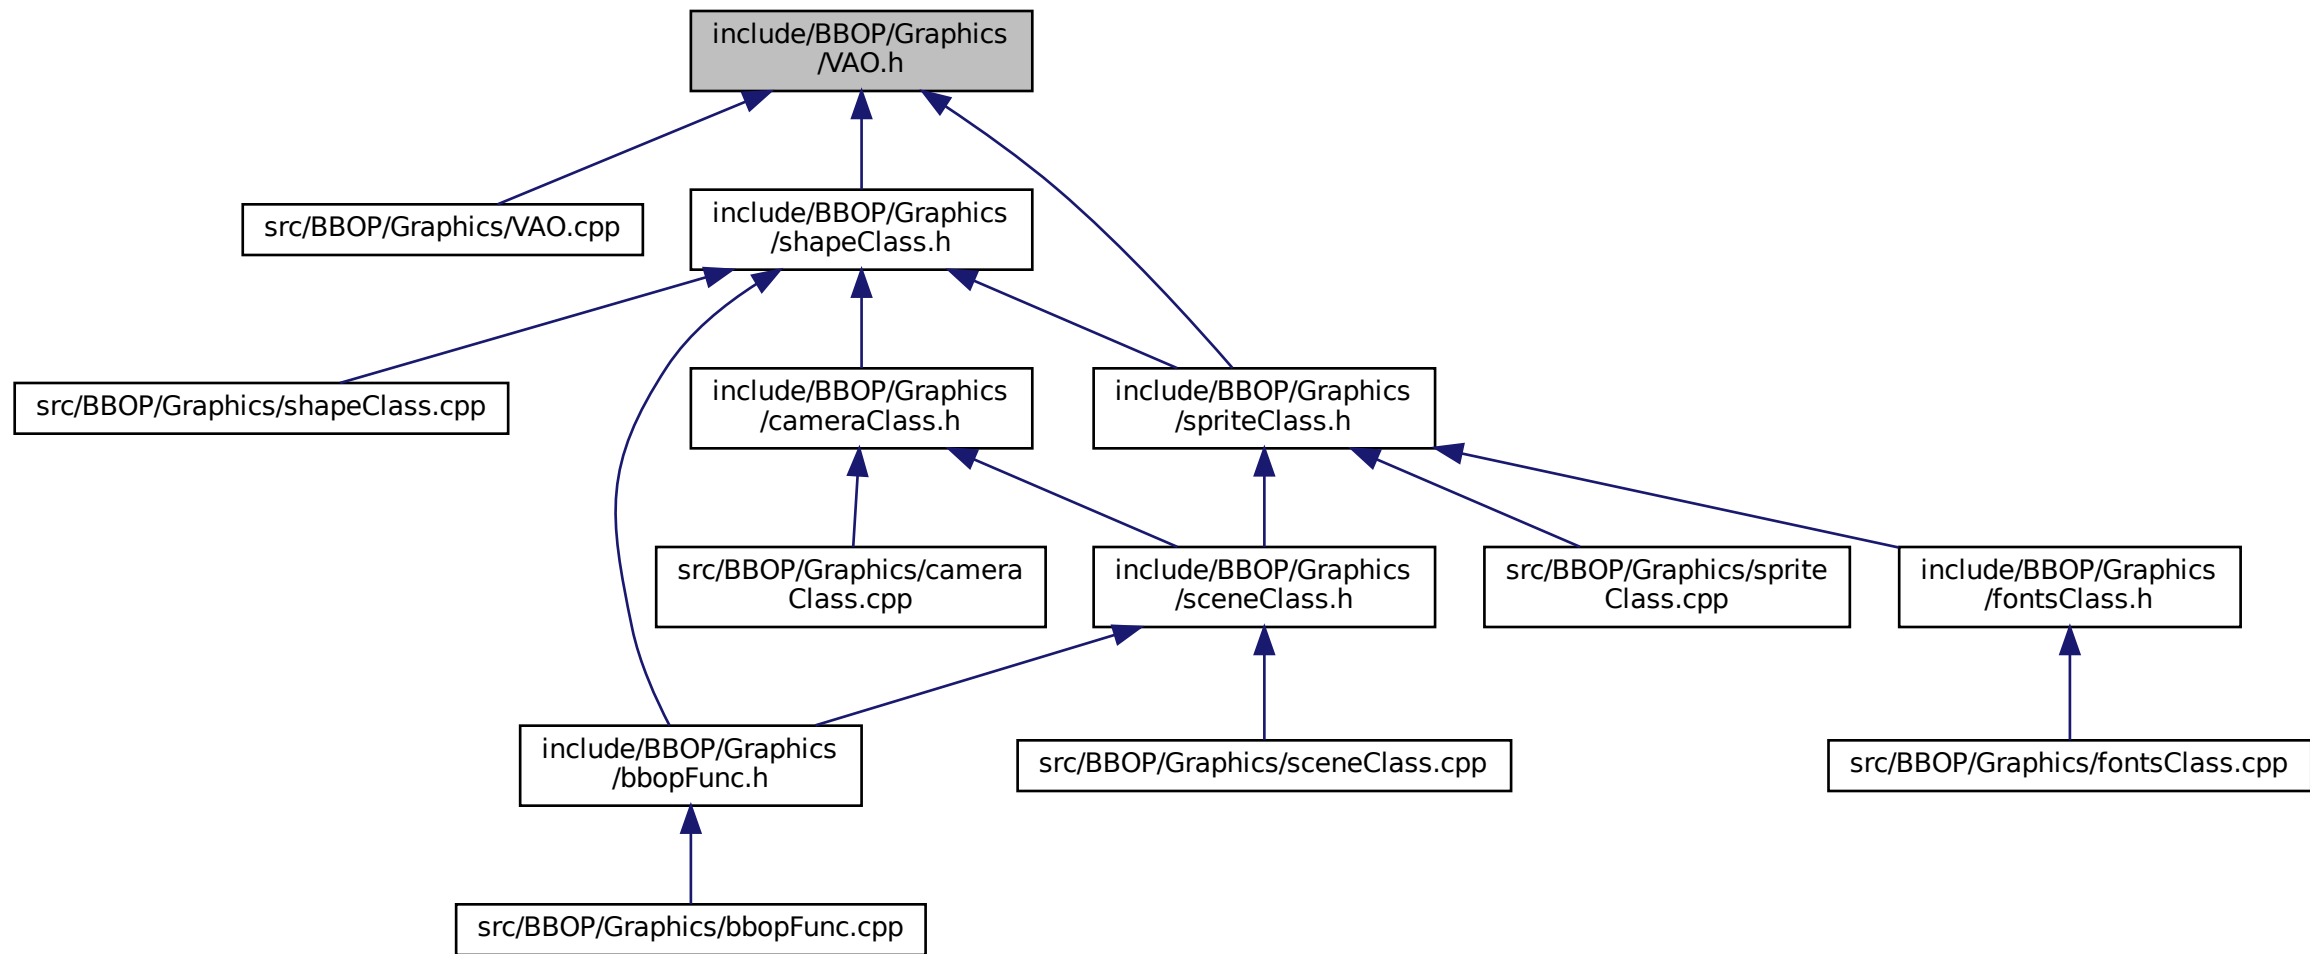 include/BBOP/Graphics
/VAO.h
src/BBOP/Graphics/VAO.cpp
include/BBOP/Graphics
/shapeClass.h
src/BBOP/Graphics/shapeClass.cpp
include/BBOP/Graphics
/cameraClass.h
include/BBOP/Graphics
/spriteClass.h
src/BBOP/Graphics/camera
Class.cpp
include/BBOP/Graphics
/sceneClass.h
src/BBOP/Graphics/sprite
Class.cpp
include/BBOP/Graphics
/fontsClass.h
include/BBOP/Graphics
/bbopFunc.h
src/BBOP/Graphics/sceneClass.cpp
src/BBOP/Graphics/fontsClass.cpp
src/BBOP/Graphics/bbopFunc.cpp